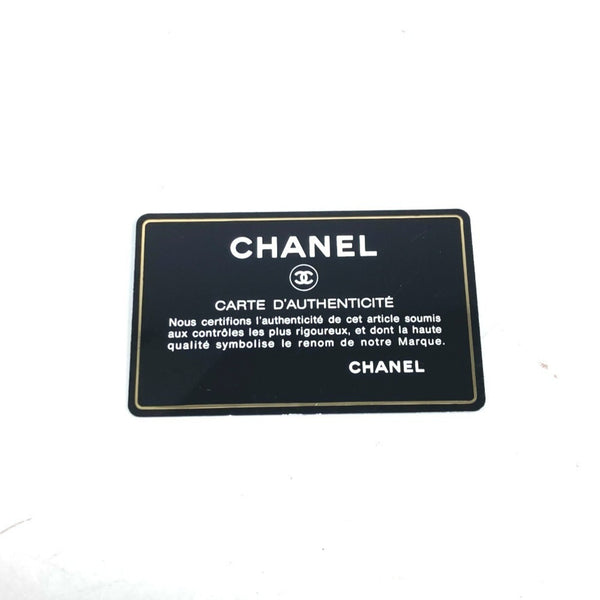 CHANEL
CARTE D'AUTHENTICITÉ
Nous certifions l'authenticité de cet article soumis
aux contrôles les plus rigoureux, et dont la haute
qualité symbolise le renom de notre Marque.
CHANEL